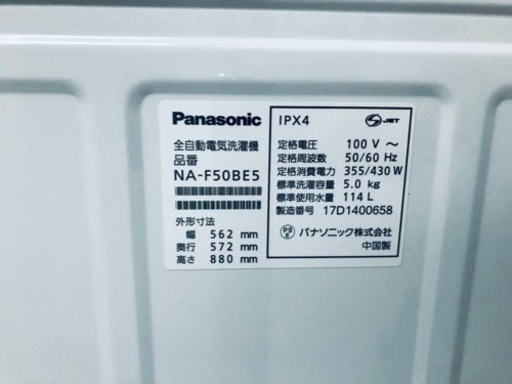 Panasonic
全自動電気洗濯機
品番
NA-F50BE5
外形寸法
幅 562 mm
奥行 572 mm
高さ 880 mm
IPX4
S JET
定格電圧 100 V ～
定格周波数 50/60 Hz
定格消費電力 355/430 W
標準洗濯容量 5.0 kg
標準使用水量 114 L
製造番号 17D1400658
PS E パナソニック株式会社
中国製